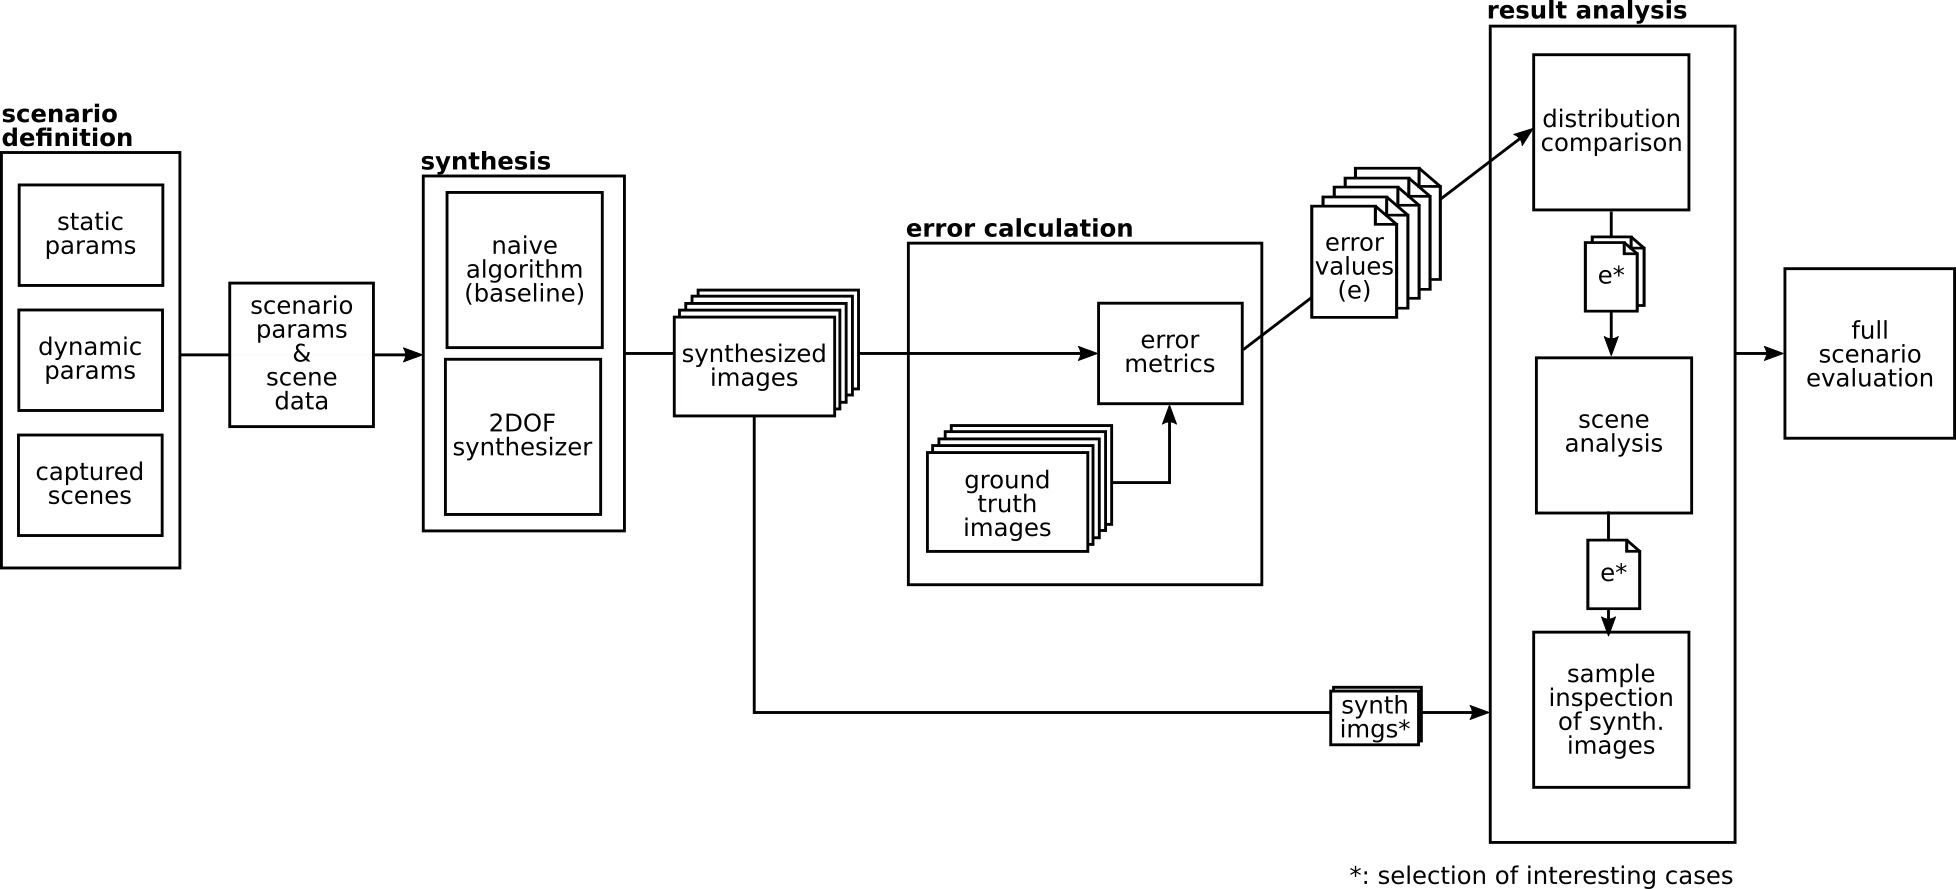 scenario
definition
static
params
dynamic
params
captured
scenes
scenario
params
&
scene
data
synthesis
naive
algorithm
(baseline)
2DOF
synthesizer
synthesized
images
error calculation
error
metrics
ground
truth
images
error
values
(e)
synth
imgs*
result analysis
distribution
comparison
e*
scene
analysis
e*
sample
inspection
of synth.
images
full
scenario
evaluation
*: selection of interesting cases